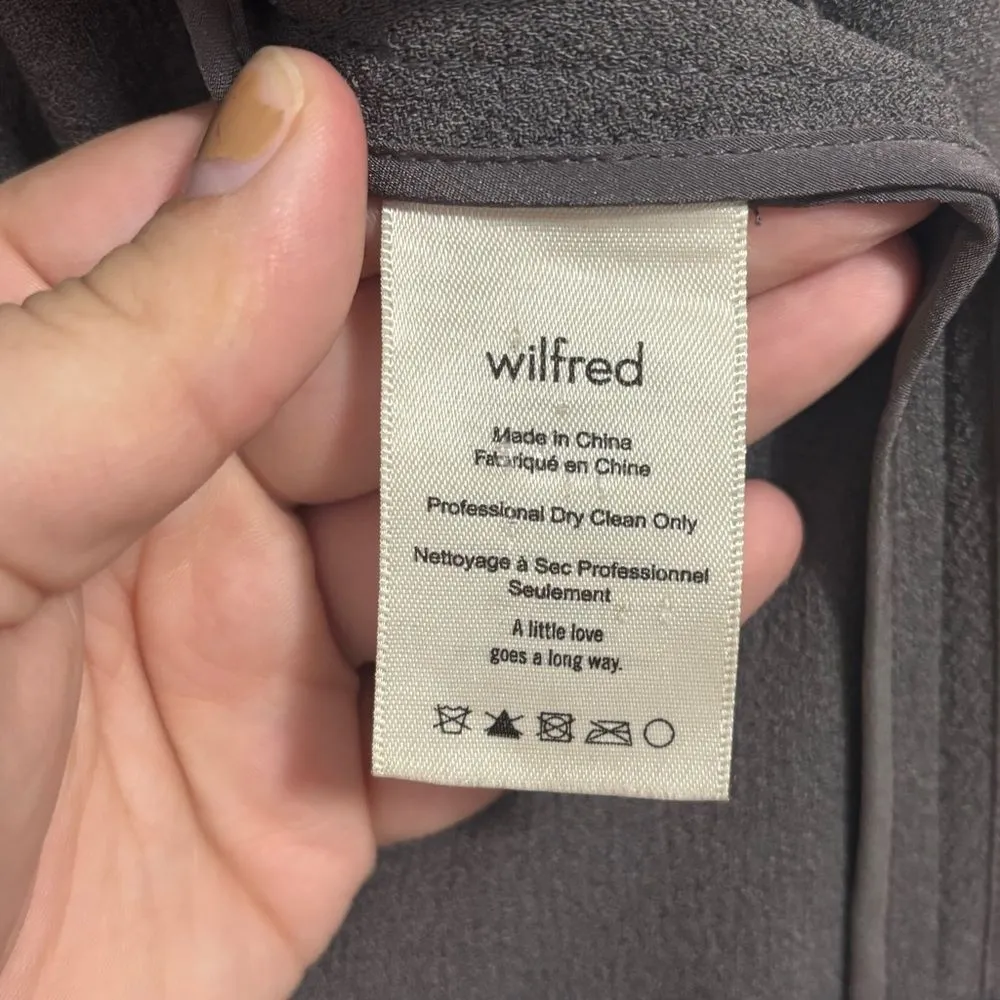 wilfred
Made in China
Fabriqué en Chine
Professional Dry Clean Only
Nettoyage à Sec Professionnel
Seulement
A little love
goes a long way.